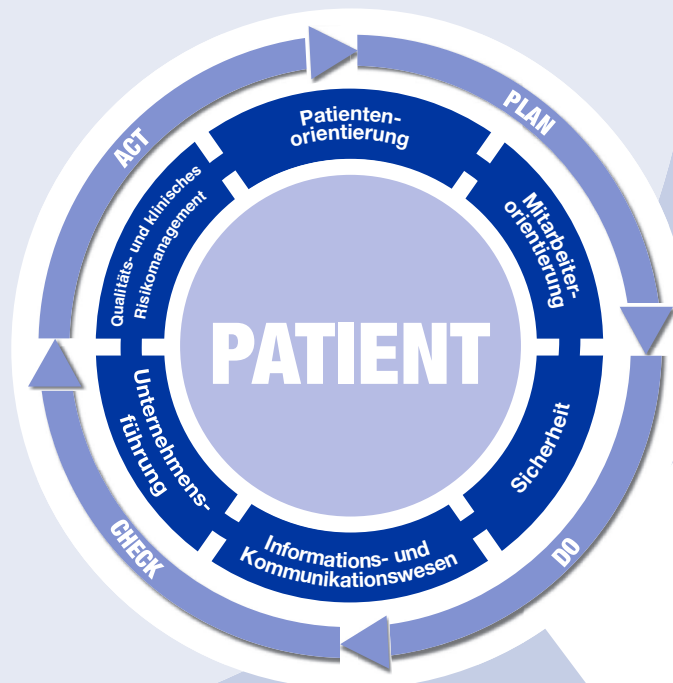 PLAN
DO
CHECK
ACT
Patienten-
orientierung
Mitarbeiter-
orientierung
Sicherheit
Informations- und
Kommunikationswesen
Unternehmens-
führung
Qualitäts- und klinisches
Risikomanagement
PATIENT